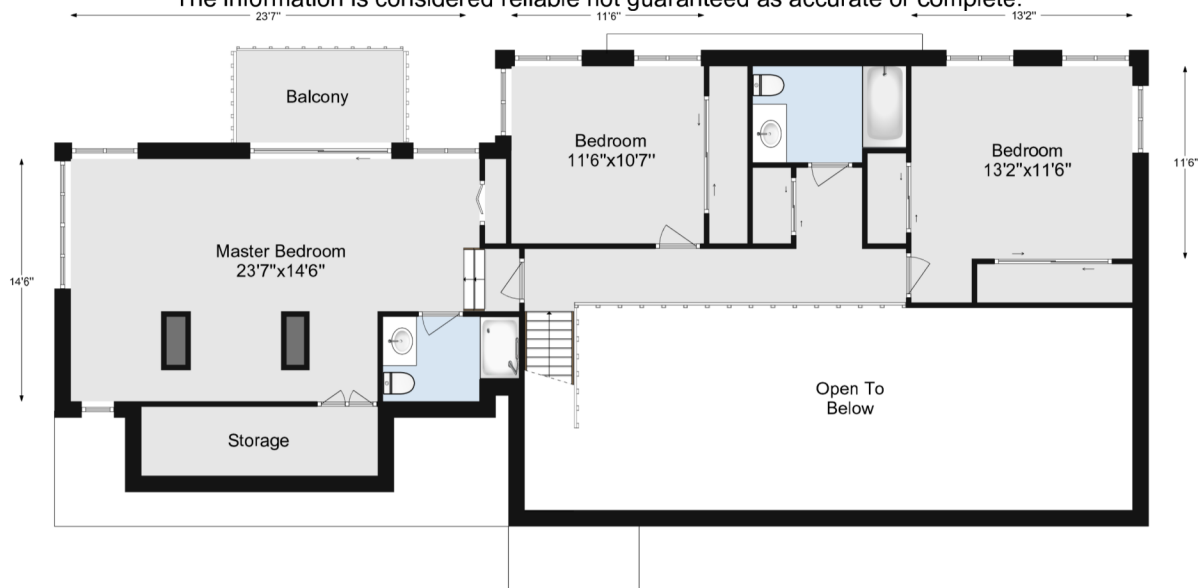 The information is considered reliable not guaranteed as accurate or complete.
23'7"
11'6"
13'2"
Balcony
Bedroom
11'6"x10'7"
Bedroom
13'2"x11'6"
11'6"
Master Bedroom
23'7"x14'6"
14'6"
Open To
Below
Storage